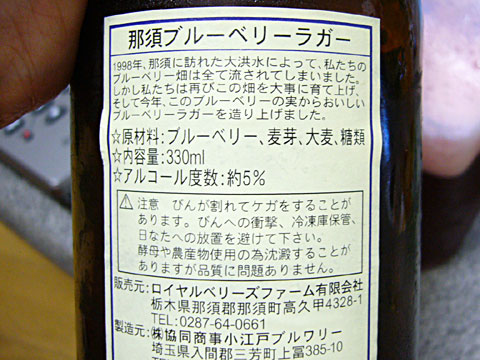 那須ブルーベリーラガー
1998年、那須に訪れた大洪水によって、私たちの
ブルーベリー畑は全て流されてしまいました。
しかし私たちは再びこの畑を大事に育て上げ、
そして今年、このブルーベリーの実からおいしい
ブルーベリーラガーを造り上げました。
☆原材料:ブルーベリー、麦芽、大麦、糖類
☆内容量:330ml
☆アルコール度数:約5%
⚠注意 びんが割れてケガをすることが
あります。びんへの衝撃、冷凍庫保管、
日なたへの放置を避けて下さい。
酵母や農産物使用の為沈澱することが
ありますが品質に問題ありません。
販売元:ロイヤルベリーズファーム有限会社
栃木県那須郡那須町高久甲4328-1
TEL:0287-64-0661
製造元:㈱協同商事小江戸ブルワリー
埼玉県入間郡三芳町上富385-10